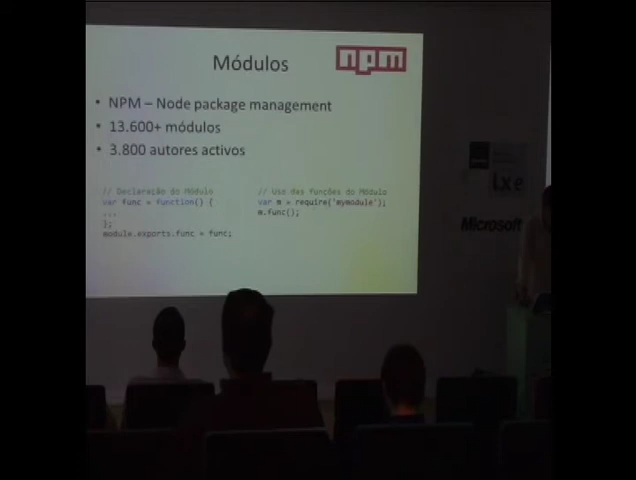 Módulos
npm
• NPM – Node package management
• 13.600+ módulos
• 3.800 autores activos
// Declaração do Módulo
var func = function() {
...
};
module.exports.func = func;
// Uso das funções do Módulo
var m = require('mymodule');
m.func();
lxe
Microsoft